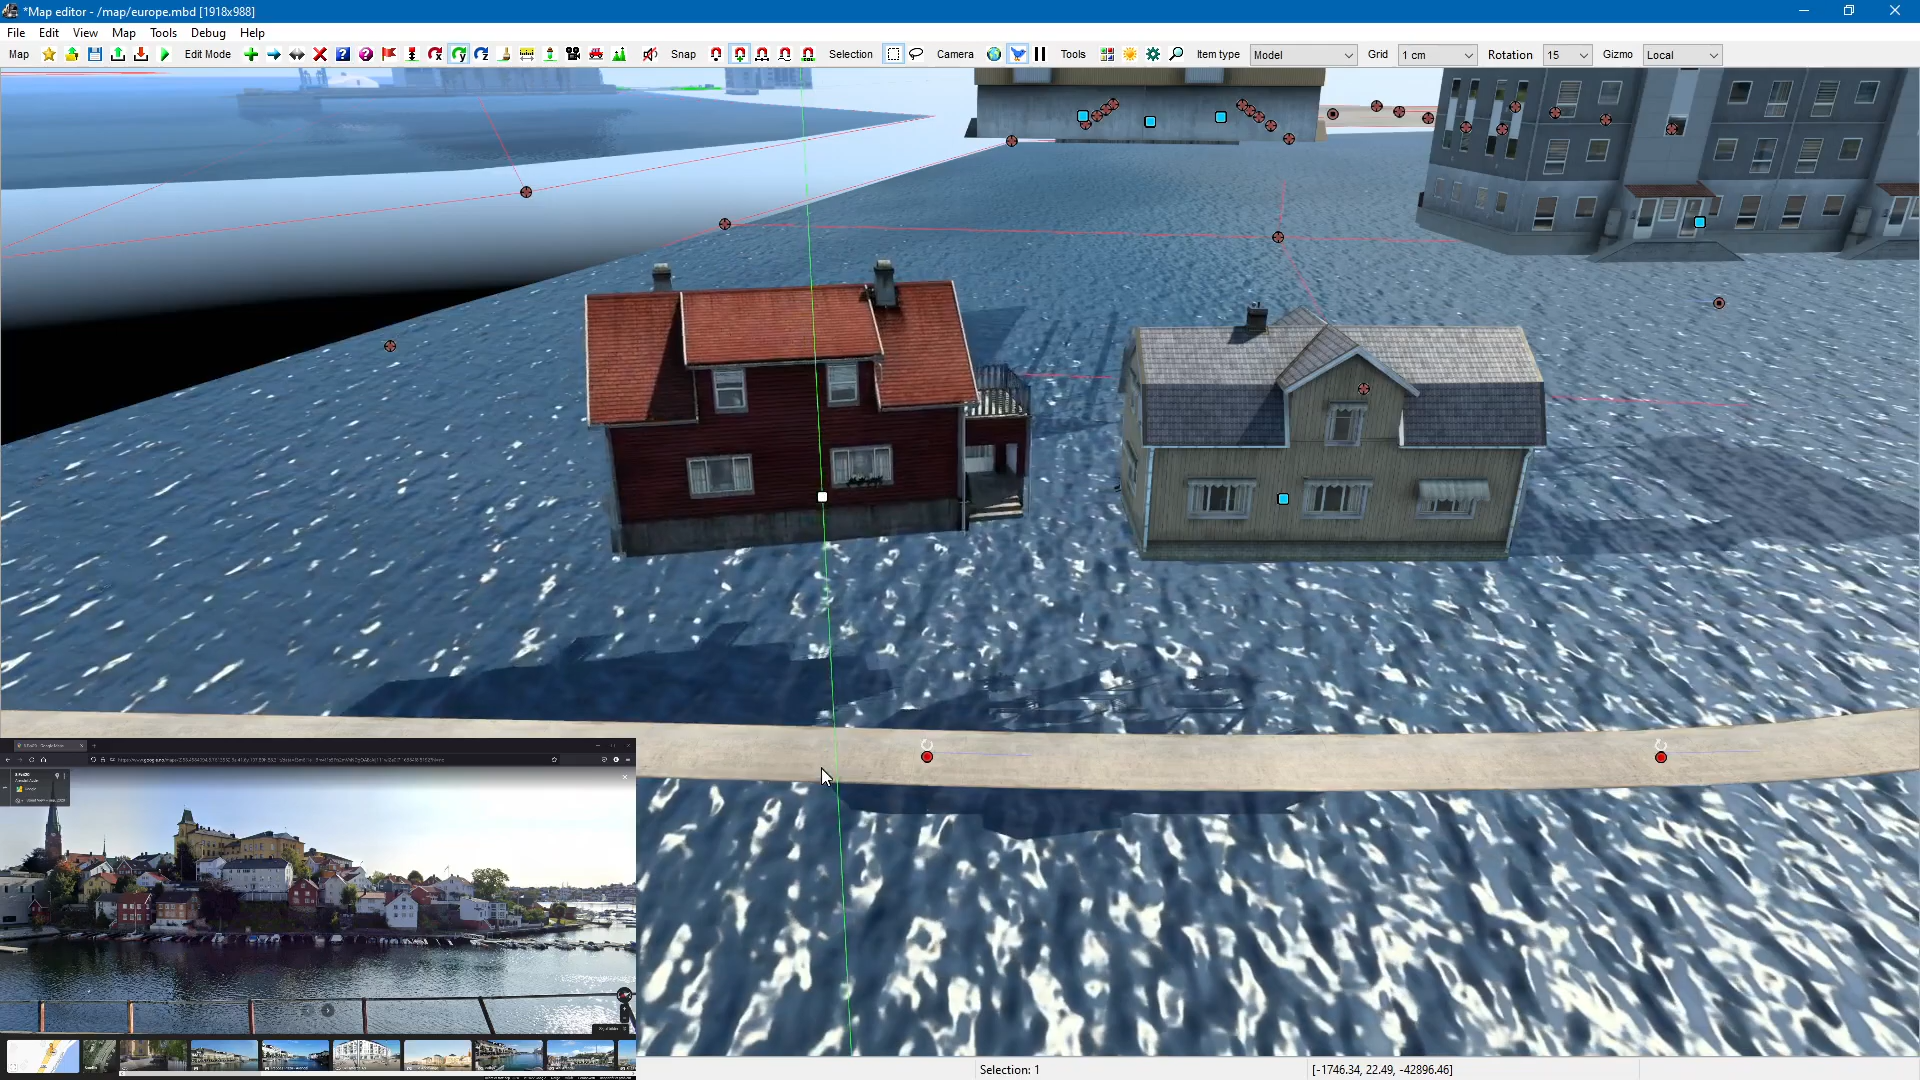 *Map editor - /map/europe.mbd [1918x988]
File Edit View Map Tools Debug Help
Map Edit Mode Snap Selection Camera Tools Item type Model Grid 1 cm Rotation 15 Gizmo Local
Selection: 1
[-1746.34, 22.49, -42896.46]